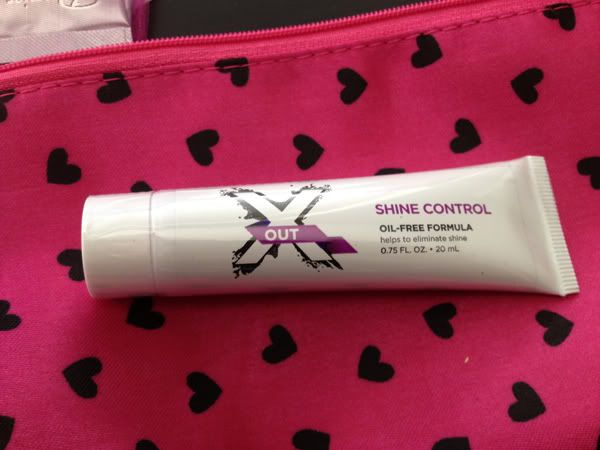 X
OUT
SHINE CONTROL
OIL-FREE FORMULA
helps to eliminate shine
0.75 FL. OZ. • 20 mL